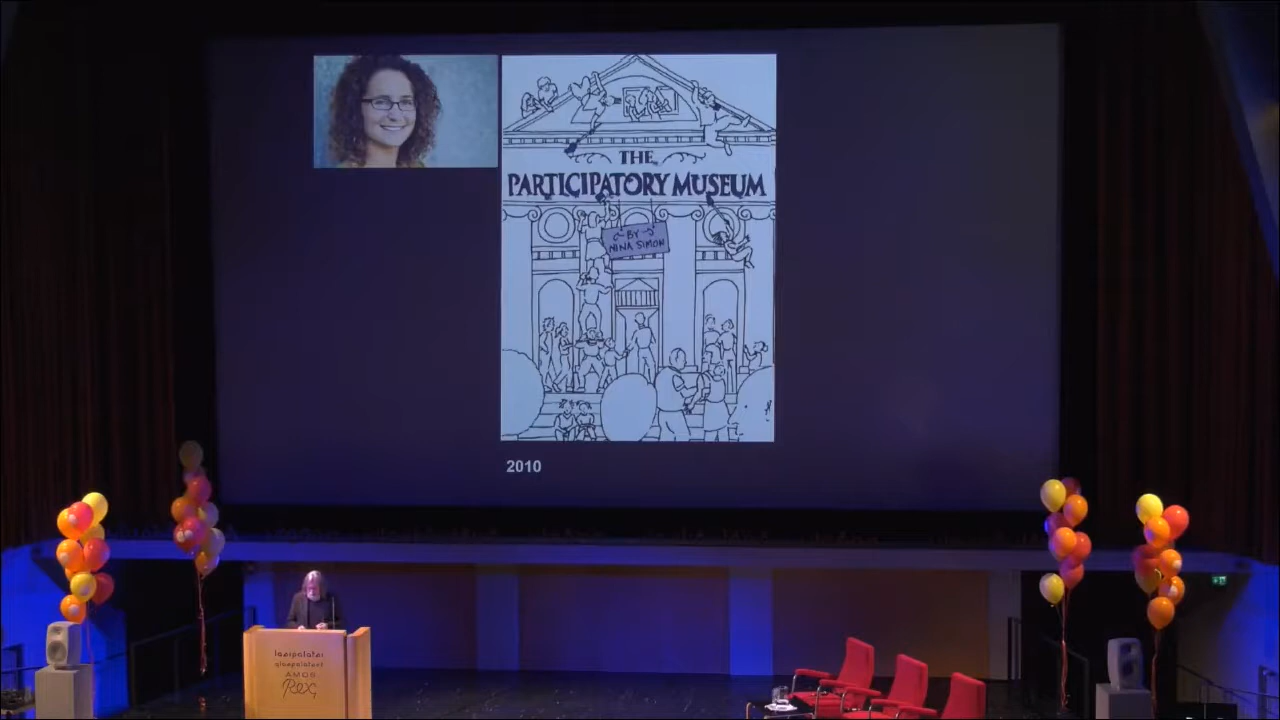 THE
PARTICIPATORY MUSEUM
BY
NINA SIMON
2010
AMOS
Rex